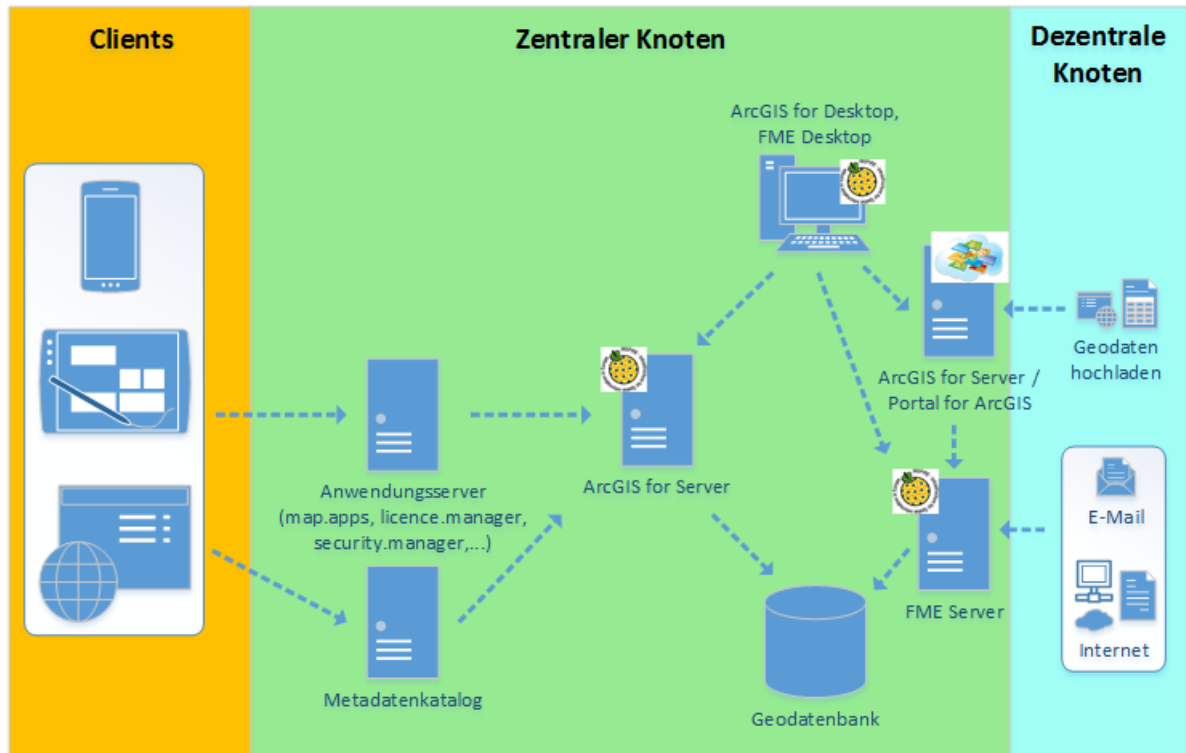 Clients
Zentraler Knoten
Dezentrale
Knoten
ArcGIS for Desktop,
FME Desktop
Geodaten
hochladen
ArcGIS for Server /
Portal for ArcGIS
Anwendungsserver
(map.apps, licence.manager,
security.manager,...)
ArcGIS for Server
E-Mail
FME Server
Internet
Metadatenkatalog
Geodatenbank